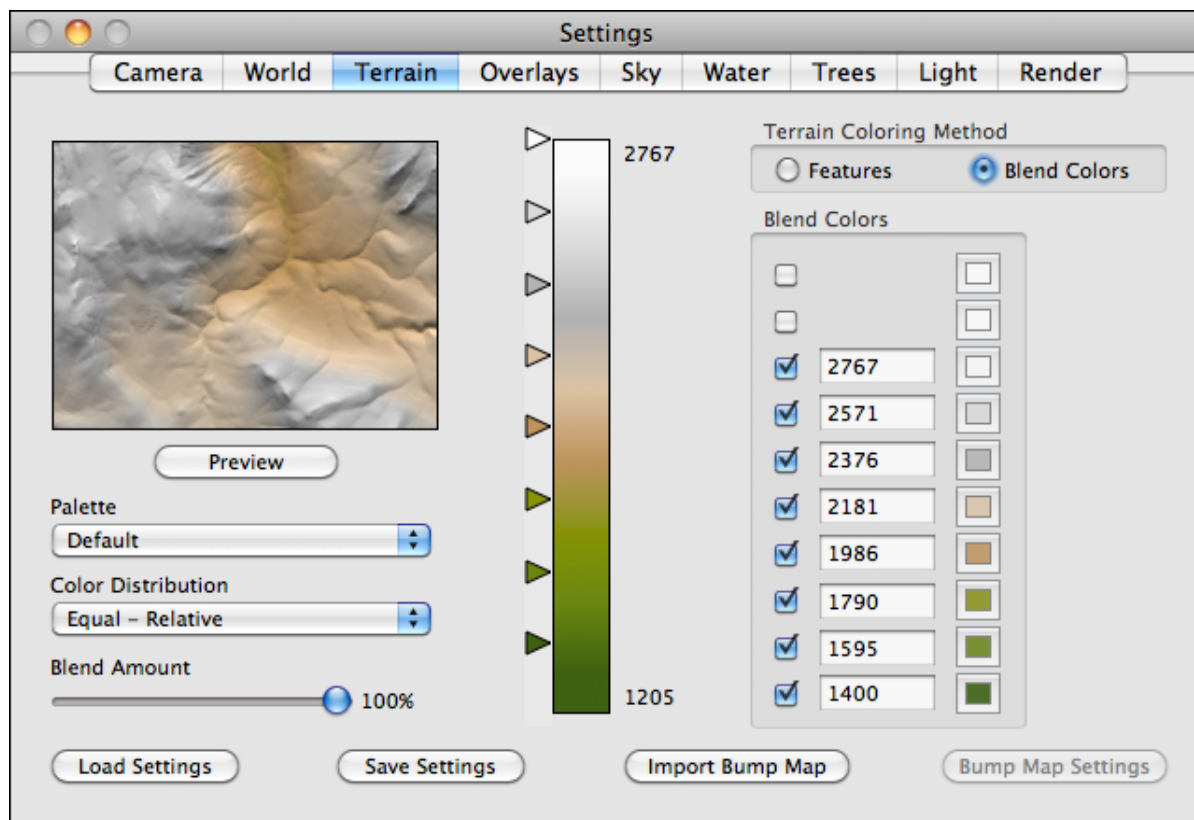 Settings
Camera World Terrain Overlays Sky Water Trees Light Render
2767
1205
Preview
Palette
Default
Color Distribution
Equal – Relative
Blend Amount
100%
Terrain Coloring Method
Features Blend Colors
Blend Colors
2767
2571
2376
2181
1986
1790
1595
1400
Load Settings Save Settings Import Bump Map Bump Map Settings